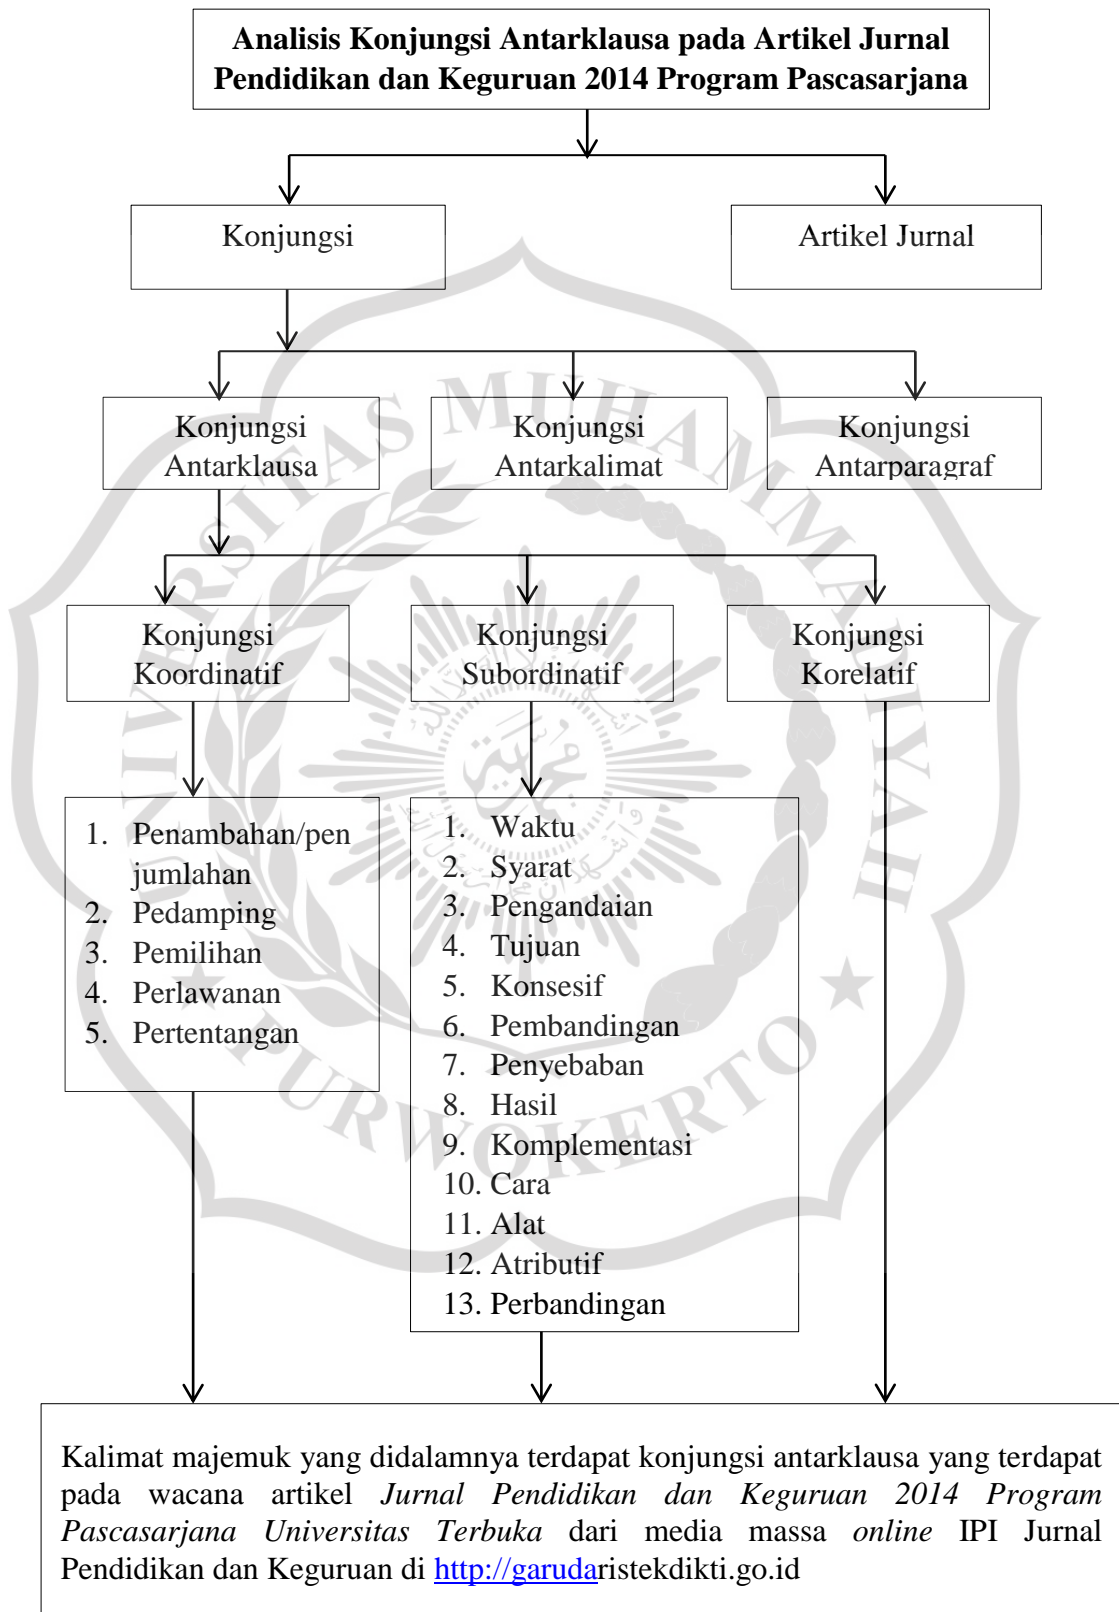 Analisis Konjungsi Antarklausa pada Artikel Jurnal
Pendidikan dan Keguruan 2014 Program Pascasarjana
Konjungsi
Artikel Jurnal
Konjungsi
Antarklausa
Konjungsi
Antarkalimat
Konjungsi
Antarparagraf
Konjungsi
Koordinatif
Konjungsi
Subordinatif
Konjungsi
Korelatif
1. Penambahan/pen
jumlahan
2. Pedamping
3. Pemilihan
4. Perlawanan
5. Pertentangan
1. Waktu
2. Syarat
3. Pengandaian
4. Tujuan
5. Konsesif
6. Pembandingan
7. Penyebaban
8. Hasil
9. Komplementasi
10. Cara
11. Alat
12. Atributif
13. Perbandingan
Kalimat majemuk yang didalamnya terdapat konjungsi antarklausa yang terdapat
pada wacana artikel Jurnal Pendidikan dan Keguruan 2014 Program
Pascasarjana Universitas Terbuka dari media massa online IPI Jurnal
Pendidikan dan Keguruan di http://garudaristekdikti.go.id
UNIVERSITAS MUHAMMADIYAH
PURWOKERTO